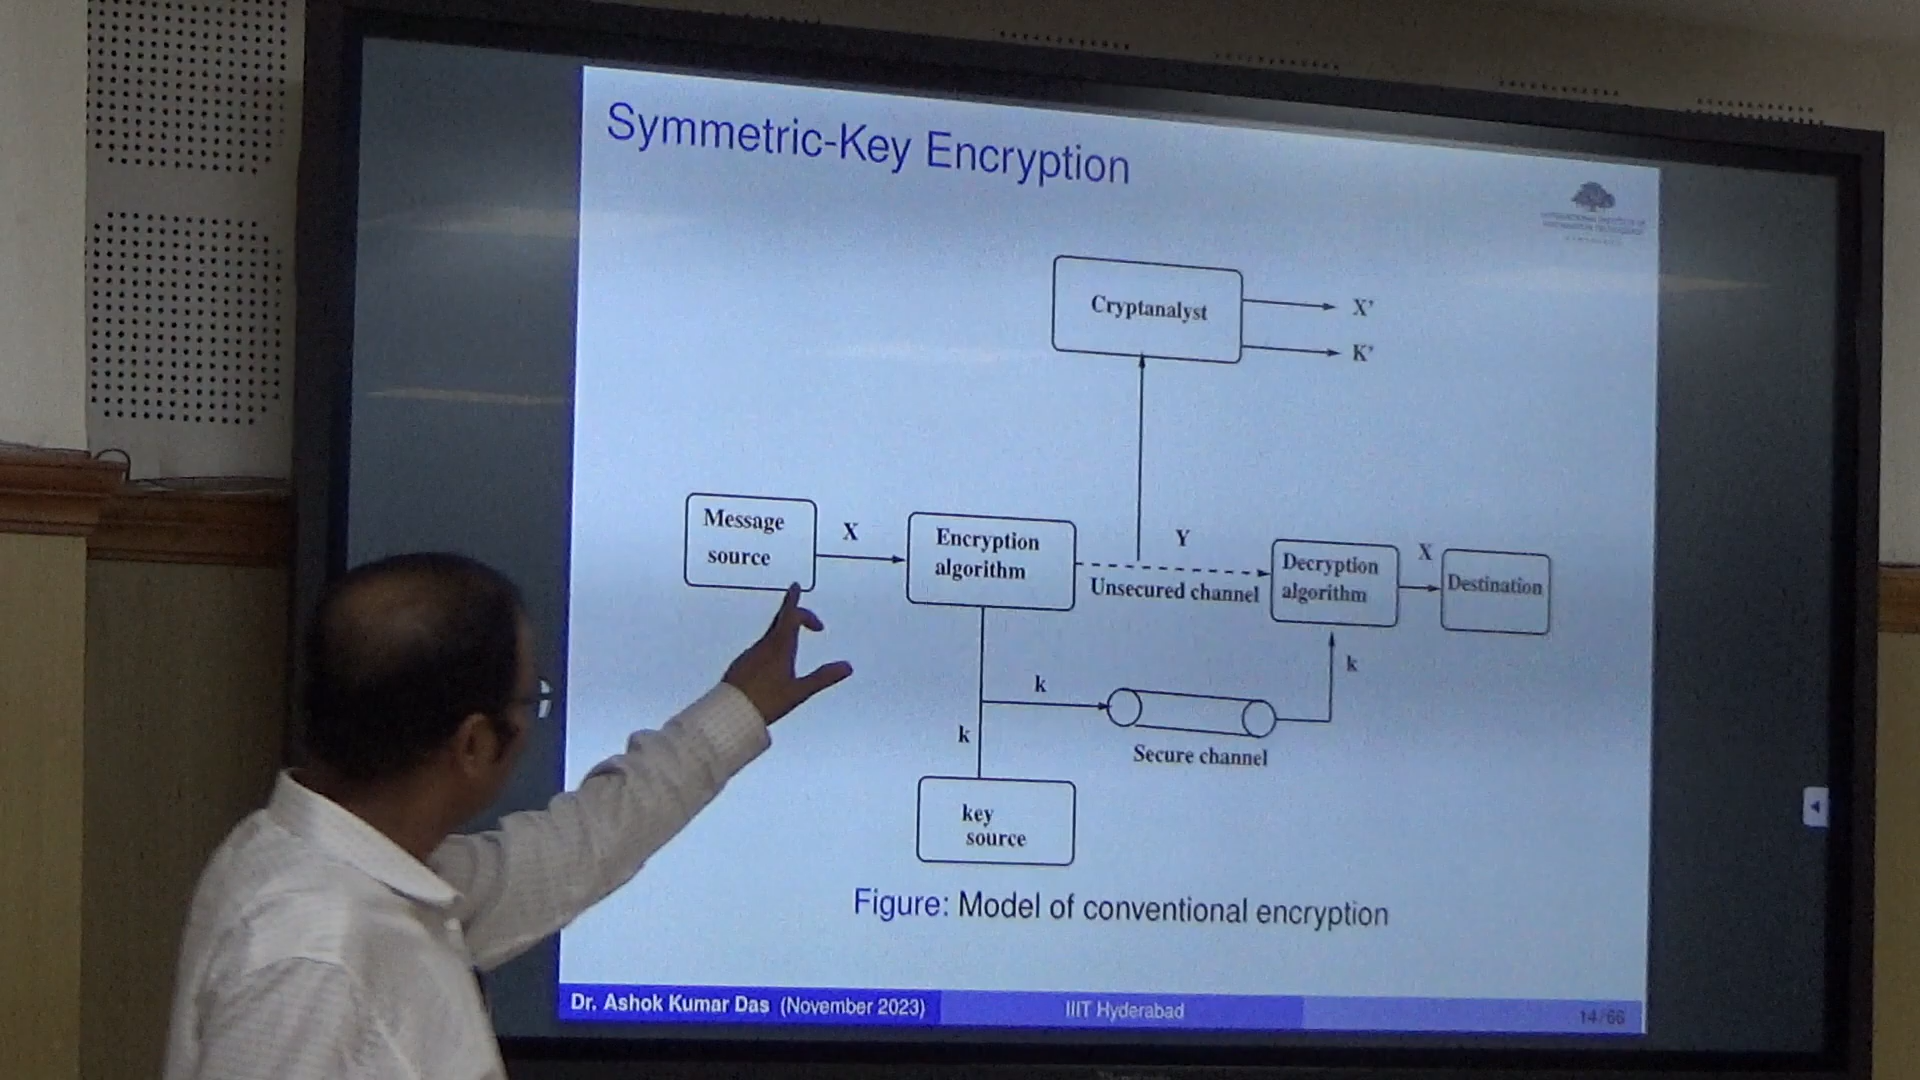 Symmetric-Key Encryption
Cryptanalyst
X'
K'
Message
source
X
Encryption
algorithm
Y
Unsecured channel
Decryption
algorithm
X
Destination
k
k
k
Secure channel
key
source
Figure: Model of conventional encryption
Dr. Ashok Kumar Das (November 2023)
IIIT Hyderabad
14/66